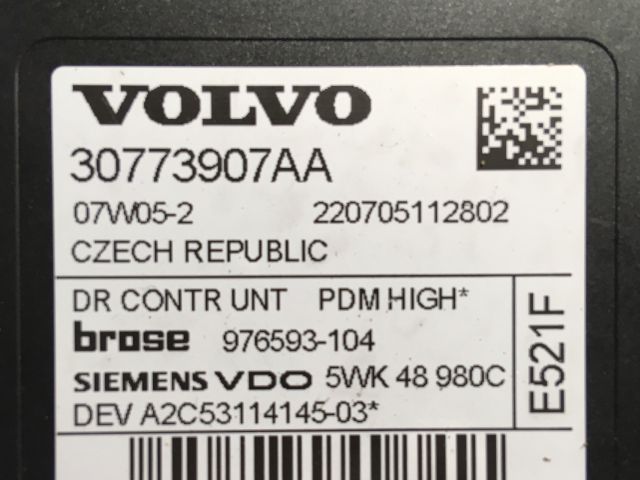 VOLVO
30773907AA
07W05-2 220705112802
CZECH REPUBLIC
DR CONTR UNT PDM HIGH*
brose 976593-104
SIEMENS VDO 5WK 48 980C
DEV A2C53114145-03*
E521F